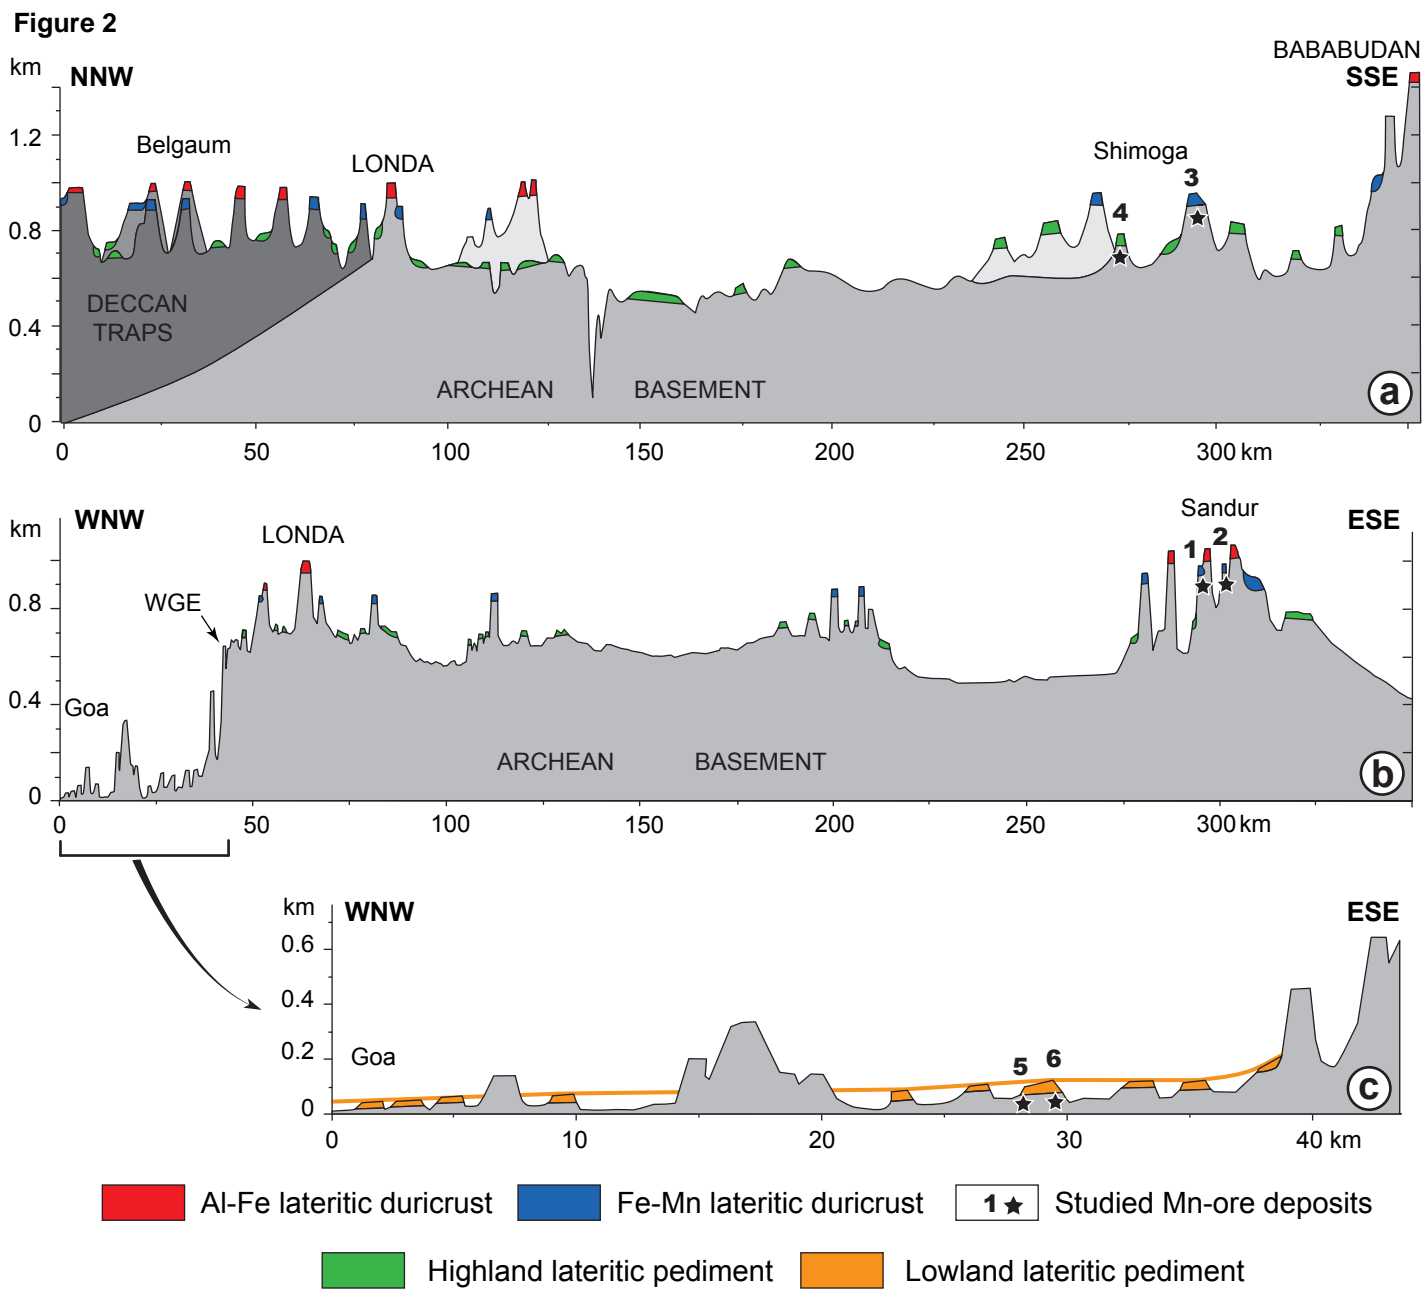 Figure 2
BABABUDAN
km NNW SSE
1.2
0.8
0.4
0
Belgaum
LONDA
Shimoga
3
4
DECCAN
TRAPS
ARCHEAN BASEMENT
a
0 50 100 150 200 250 300 km
km WNW ESE
0.8
0.4
0
LONDA
Sandur
1 2
WGE
Goa
ARCHEAN BASEMENT
b
0 50 100 150 200 250 300 km
km WNW ESE
0.6
0.4
0.2
0
Goa
5 6
c
0 10 20 30 40 km
Al-Fe lateritic duricrust
Fe-Mn lateritic duricrust
1 ★ Studied Mn-ore deposits
Highland lateritic pediment
Lowland lateritic pediment